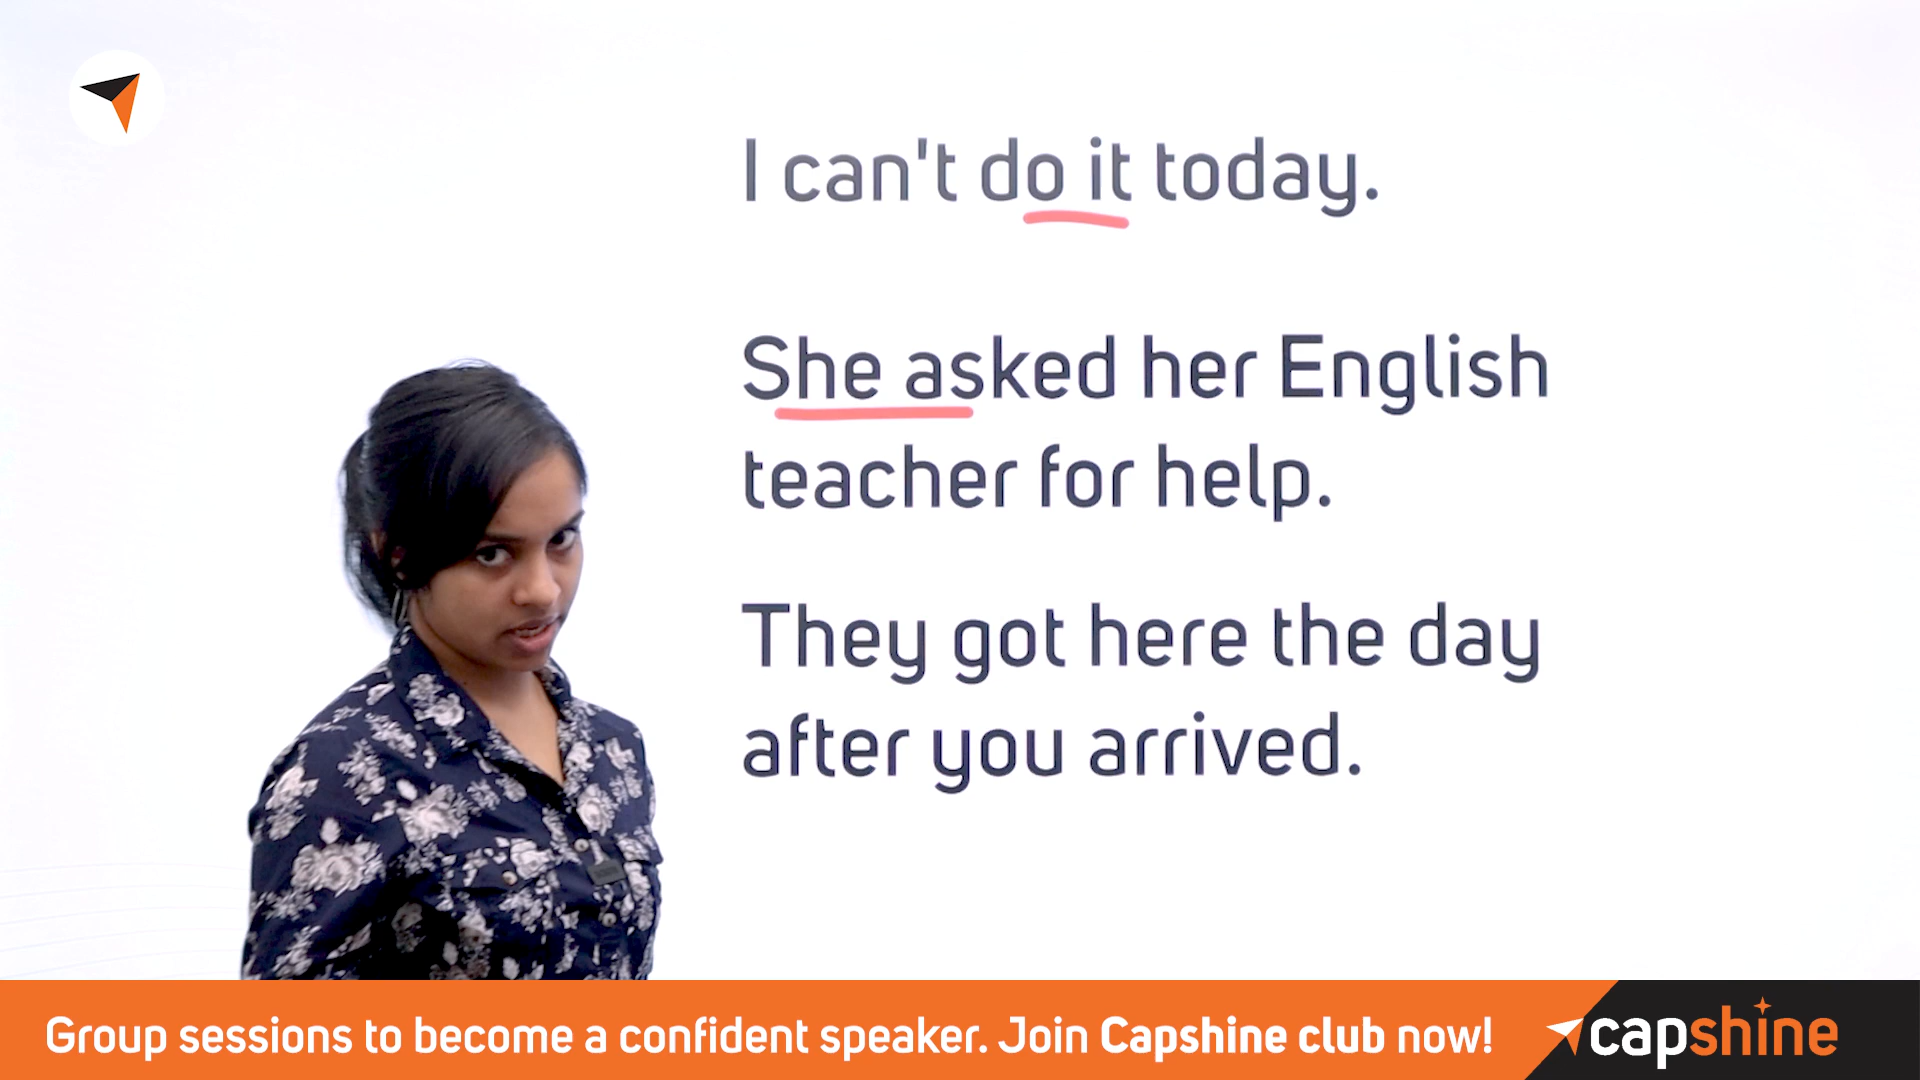 I can't do it today.
She asked her English
teacher for help.
They got here the day
after you arrived.
Group sessions to become a confident speaker. Join Capshine club now!
capshine